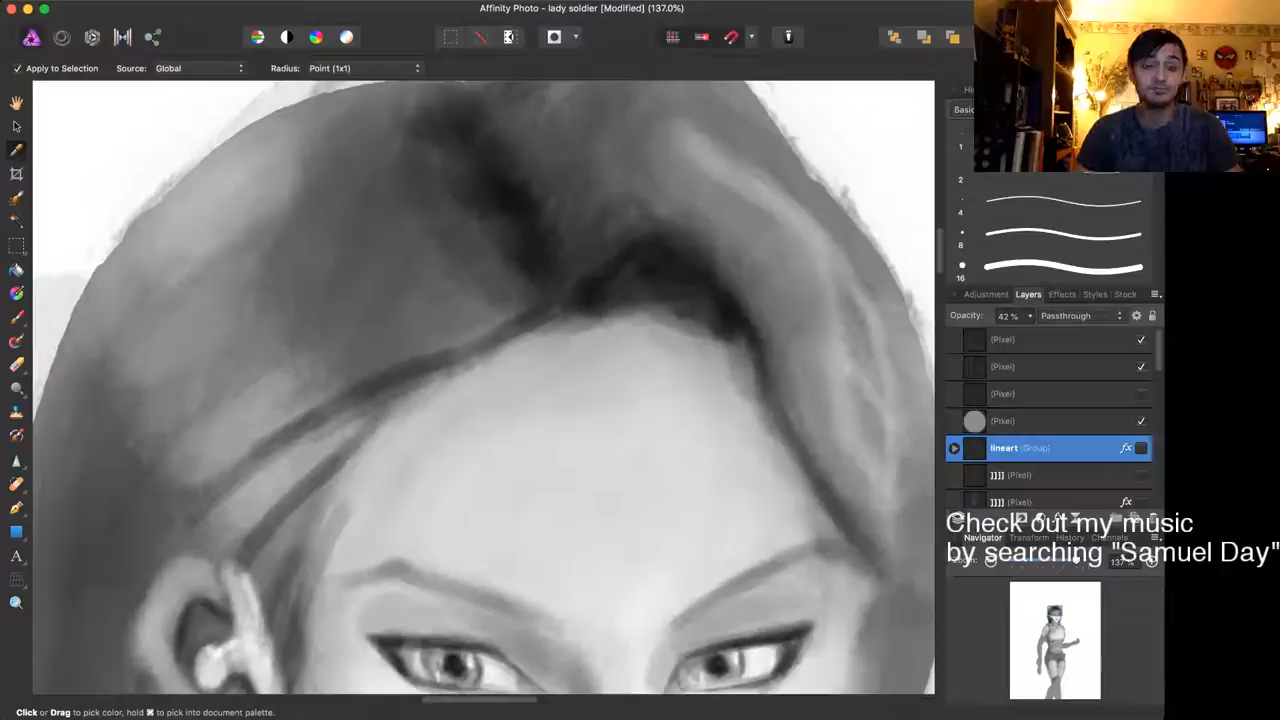 Affinity Photo - lady soldier [Modified] (137.0%)
Apply to Selection Source: Global Radius: Point (1x1)
1
2
4
8
16
Adjustment Layers Effects Styles Stock
Opacity: 42 % Passthrough
(Pixel)
(Pixel)
(Pixel)
(Pixel)
lineart (Group) fx
]]]] (Pixel)
]]]] (Pixel) fx
Check out my music
Navigator Transform History Channels
by searching "Samuel Day"
137 %
Click or Drag to pick color, hold ⌘ to pick into document palette.